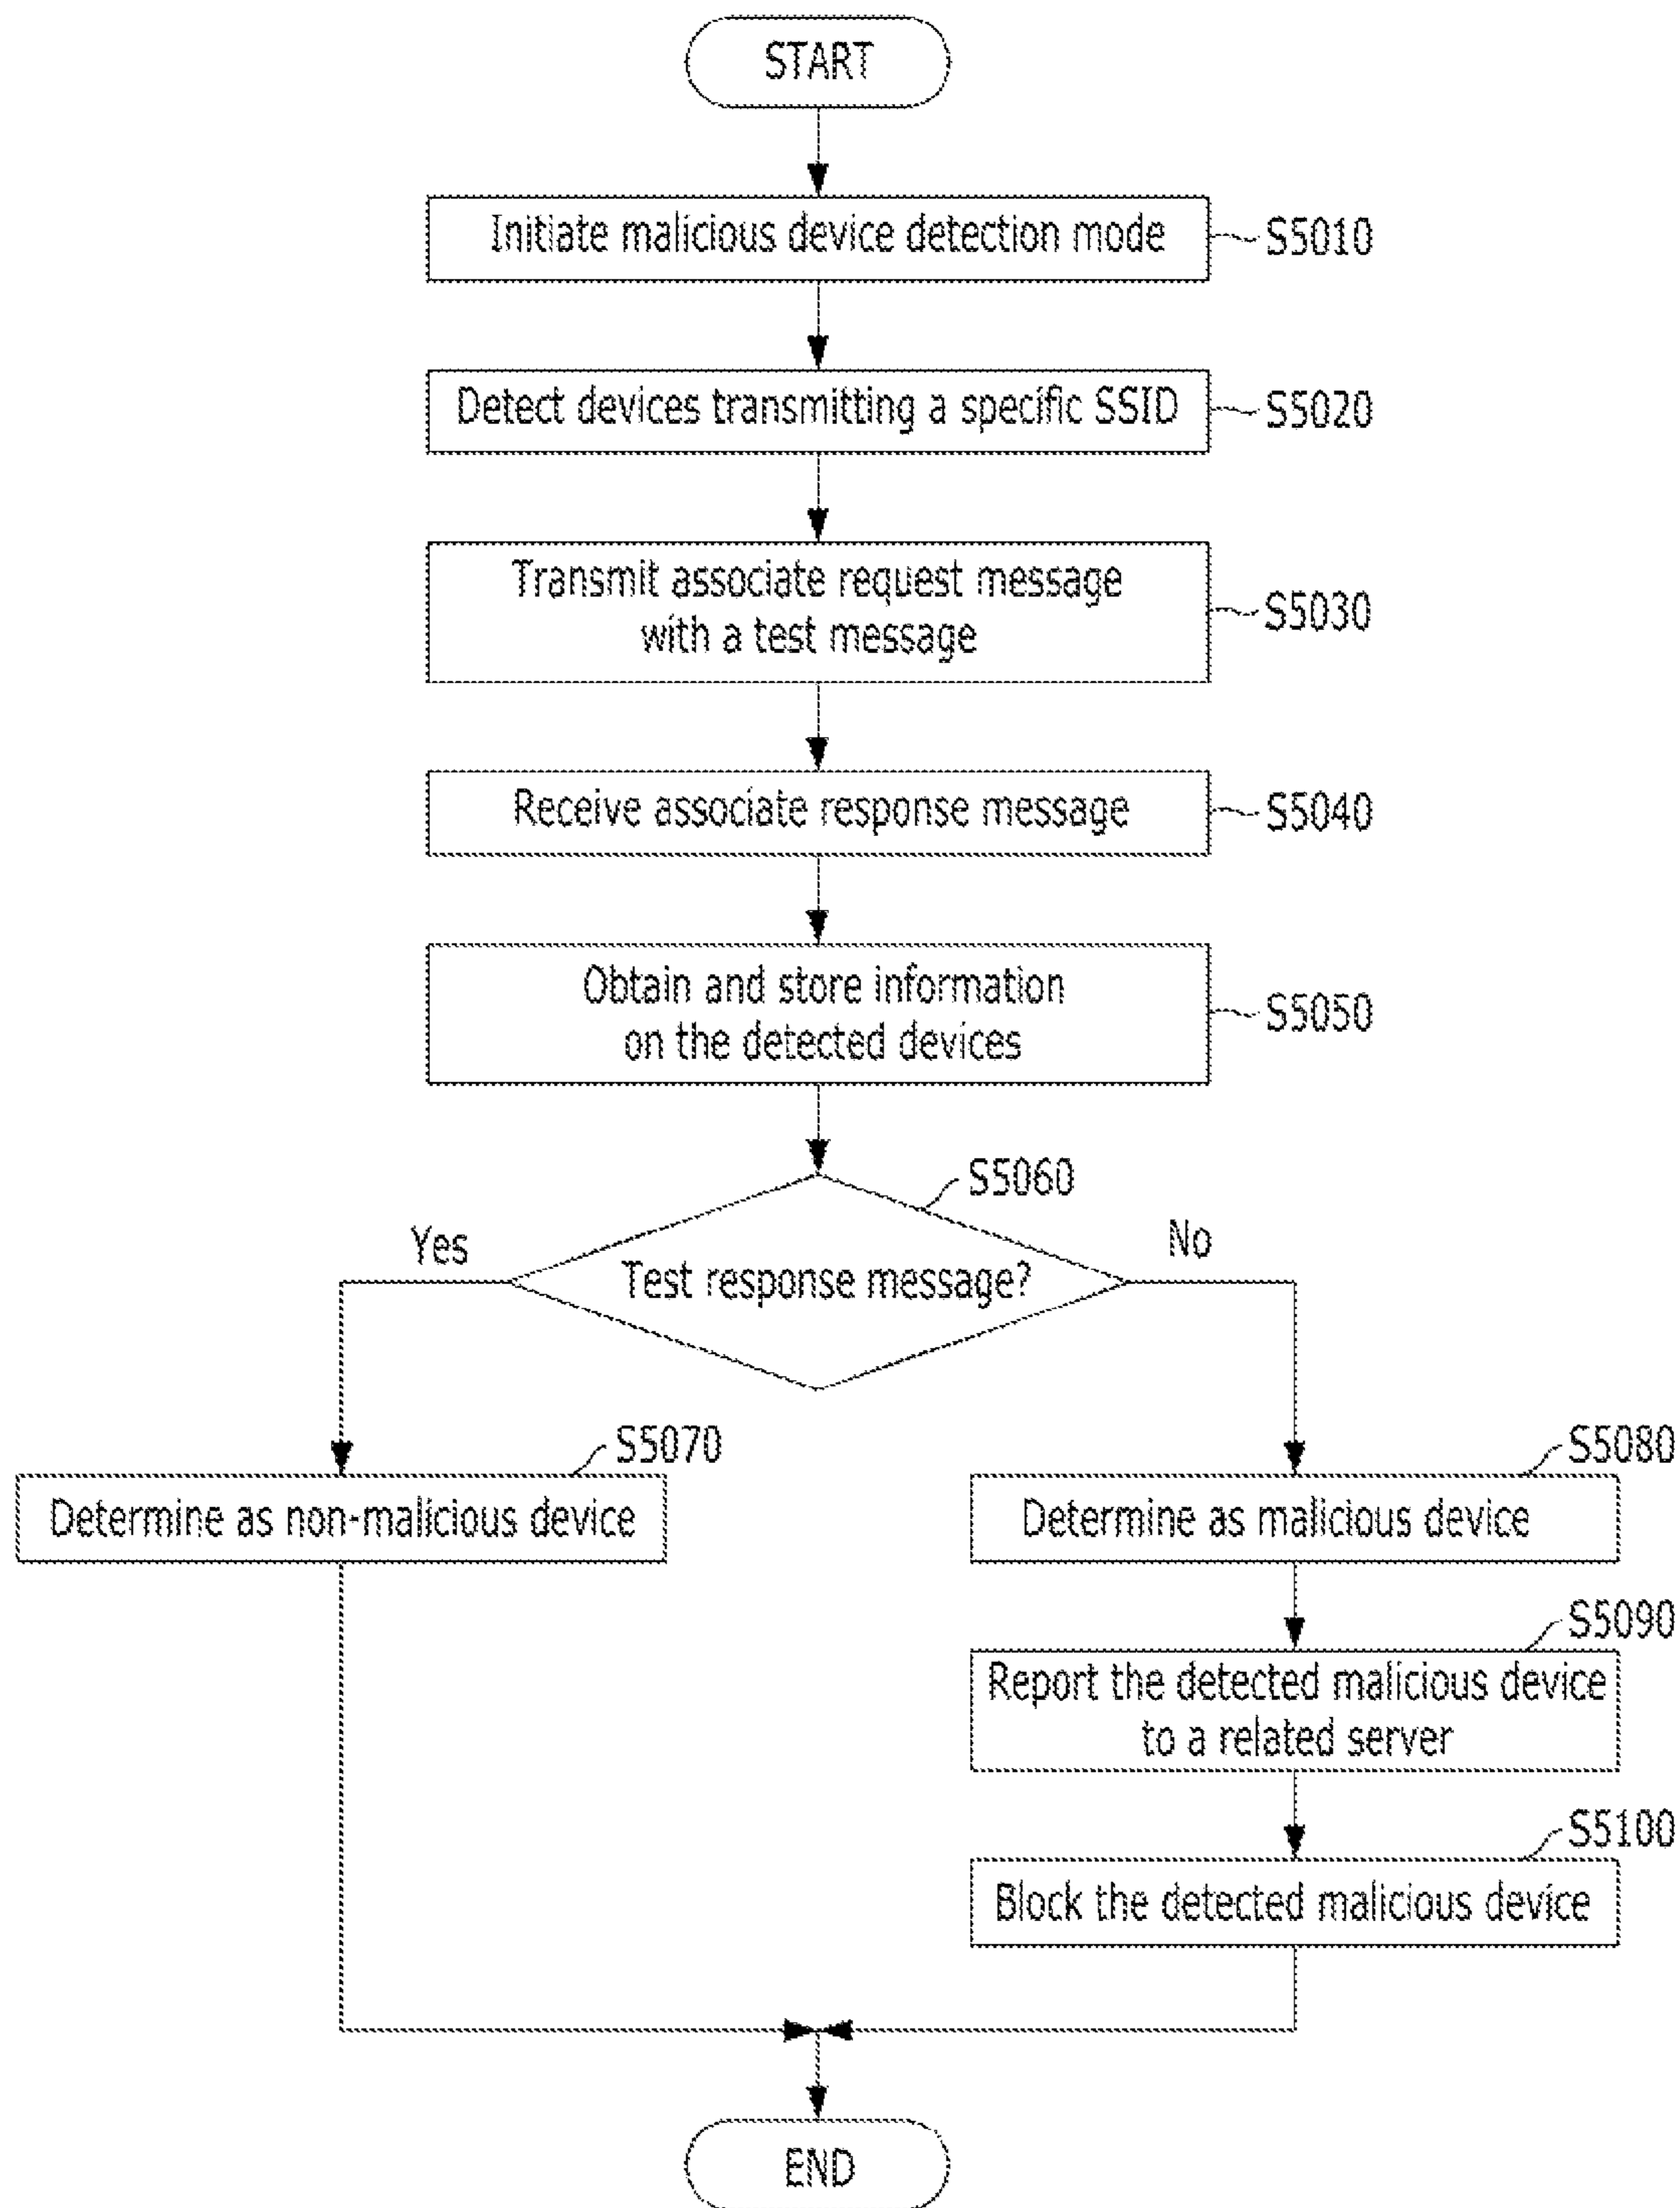 START
Initiate malicious device detection mode
S5010
Detect devices transmitting a specific SSID
S5020
Transmit associate request message
with a test message
S5030
Receive associate response message
S5040
Obtain and store information
on the detected devices
S5050
S5060
Yes
Test response message?
No
S5070
Determine as non-malicious device
S5080
Determine as malicious device
S5090
Report the detected malicious device
to a related server
S5100
Block the detected malicious device
END